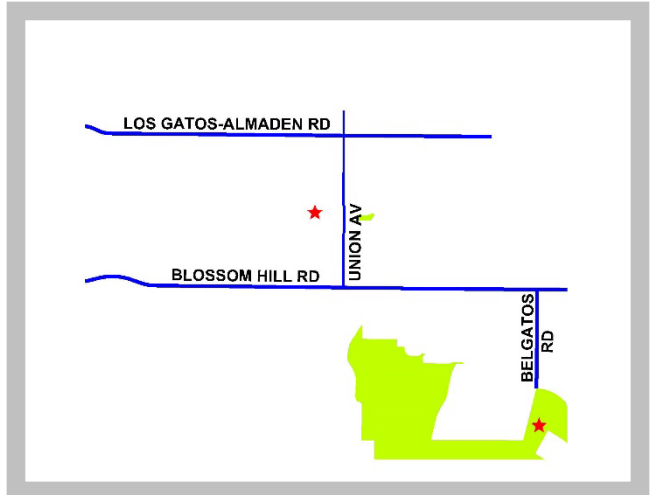 LOS GATOS-ALMADEN RD
UNION AV
BLOSSOM HILL RD
BELGATOS
RD